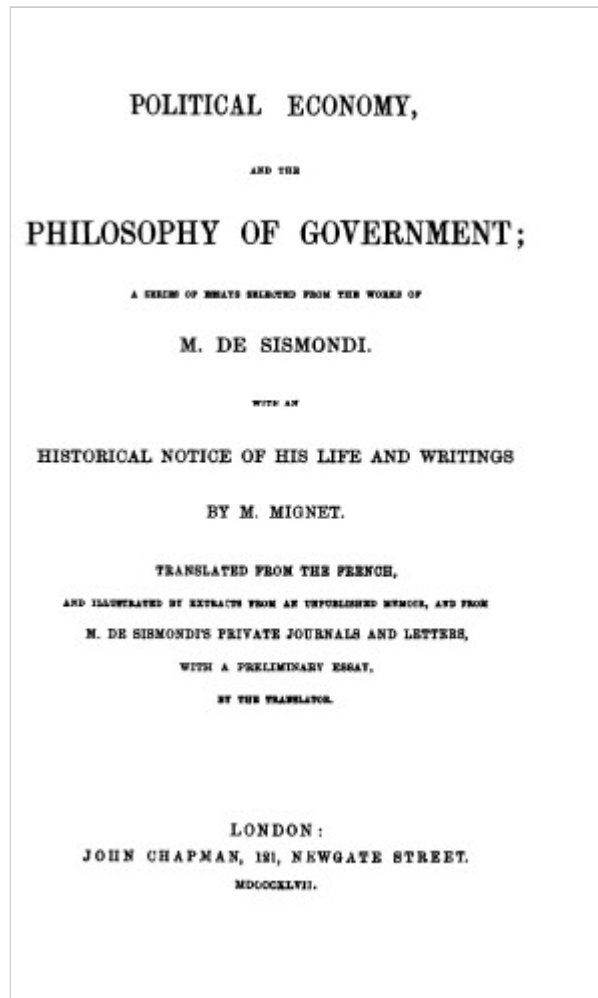 POLITICAL ECONOMY,
AND THE
PHILOSOPHY OF GOVERNMENT;
A SERIES OF ESSAYS SELECTED FROM THE WORKS OF
M. DE SISMONDI.
WITH AN
HISTORICAL NOTICE OF HIS LIFE AND WRITINGS
BY M. MIGNET.
TRANSLATED FROM THE FRENCH,
AND ILLUSTRATED BY EXTRACTS FROM AN UNPUBLISHED MEMOIR, AND FROM
M. DE SISMONDI'S PRIVATE JOURNALS AND LETTERS,
WITH A PRELIMINARY ESSAY,
BY THE TRANSLATOR.
LONDON:
JOHN CHAPMAN, 121, NEWGATE STREET.
MDCCCXLVII.